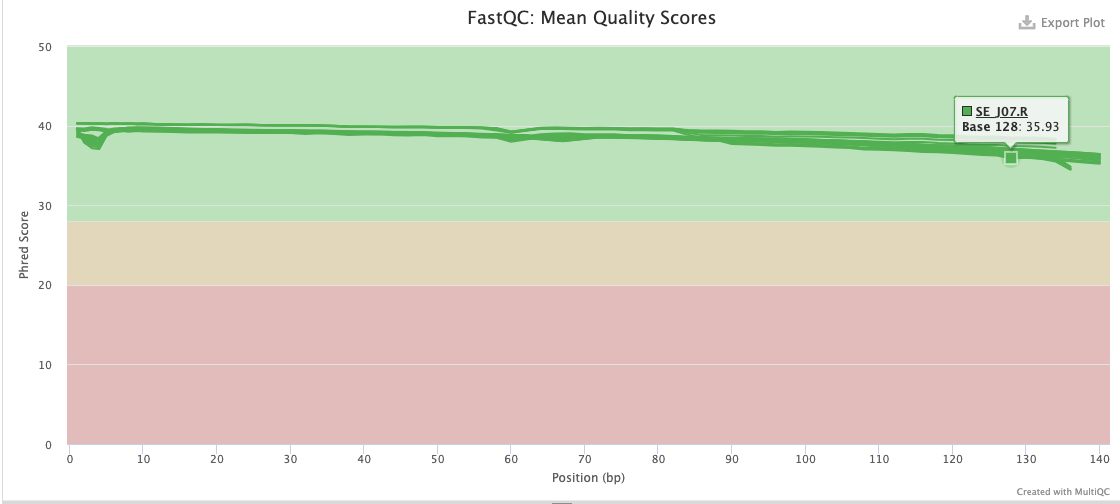 FastQC: Mean Quality Scores
Export Plot
50
40
30
20
10
0
Phred Score
SE_J07.R
Base 128: 35.93
0 10 20 30 40 50 60 70 80 90 100 110 120 130 140
Position (bp)
Created with MultiQC